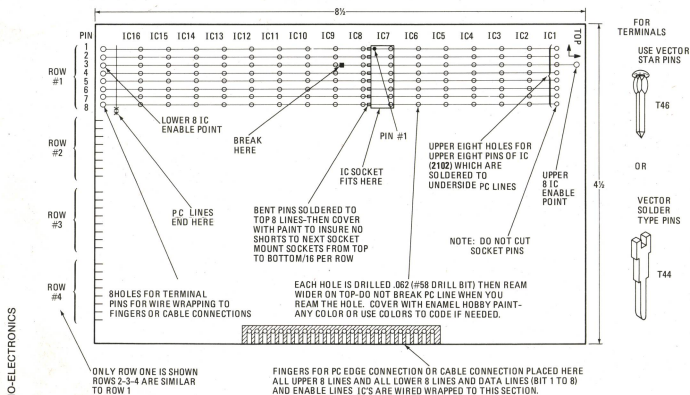 8½
PIN IC16 IC15 IC14 IC13 IC12 IC11 IC10 IC9 IC8 IC7 IC6 IC5 IC4 IC3 IC2 IC1 TOP
1
2
3
4
5
6
7
8
ROW
#1
ROW
#2
ROW
#3
ROW
#4
LOWER 8 IC
ENABLE POINT
BREAK
HERE
PIN #1
IC SOCKET
FITS HERE
UPPER EIGHT HOLES FOR
UPPER EIGHT PINS OF IC
(2102) WHICH ARE
SOLDERED TO
UNDERSIDE PC LINES
UPPER
8 IC
ENABLE
POINT
PC LINES
END HERE
BENT PINS SOLDERED TO
TOP 8 LINES-THEN COVER
WITH PAINT TO INSURE NO
SHORTS TO NEXT SOCKET
MOUNT SOCKETS FROM TOP
TO BOTTOM/16 PER ROW
NOTE: DO NOT CUT
SOCKET PINS
8HOLES FOR TERMINAL
PINS FOR WIRE WRAPPING TO
FINGERS OR CABLE CONNECTIONS
EACH HOLE IS DRILLED .062 (#58 DRILL BIT) THEN REAM
WIDER ON TOP-DO NOT BREAK PC LINE WHEN YOU
REAM THE HOLE. COVER WITH ENAMEL HOBBY PAINT-
ANY COLOR OR USE COLORS TO CODE IF NEEDED.
4½
FOR
TERMINALS
USE VECTOR
STAR PINS
T46
OR
VECTOR
SOLDER
TYPE PINS
T44
ONLY ROW ONE IS SHOWN
ROWS 2-3-4 ARE SIMILAR
TO ROW 1
FINGERS FOR PC EDGE CONNECTION OR CABLE CONNECTION PLACED HERE
ALL UPPER 8 LINES AND ALL LOWER 8 LINES AND DATA LINES (BIT 1 TO 8)
AND ENABLE LINES IC'S ARE WIRED WRAPPED TO THIS SECTION.
O-ELECTRONICS